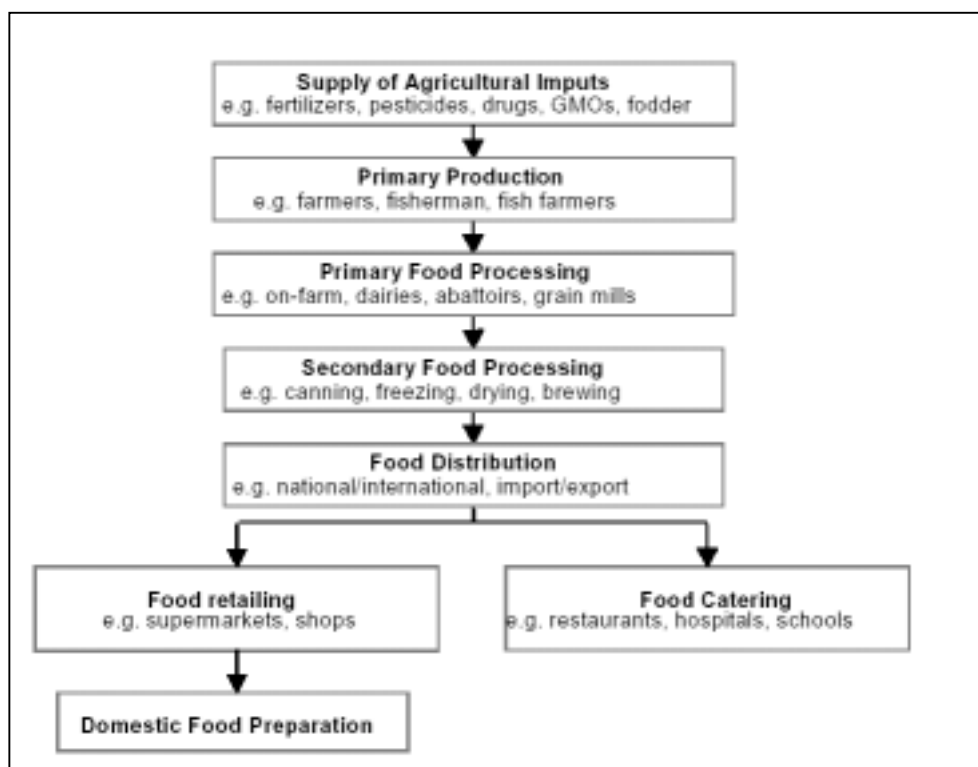 Supply of Agricultural Imputs
e.g. fertilizers, pesticides, drugs, GMOs, fodder
Primary Production
e.g. farmers, fisherman, fish farmers
Primary Food Processing
e.g. on-farm, dairies, abattoirs, grain mills
Secondary Food Processing
e.g. canning, freezing, drying, brewing
Food Distribution
e.g. national/international, import/export
Food retailing
e.g. supermarkets, shops
Food Catering
e.g. restaurants, hospitals, schools
Domestic Food Preparation